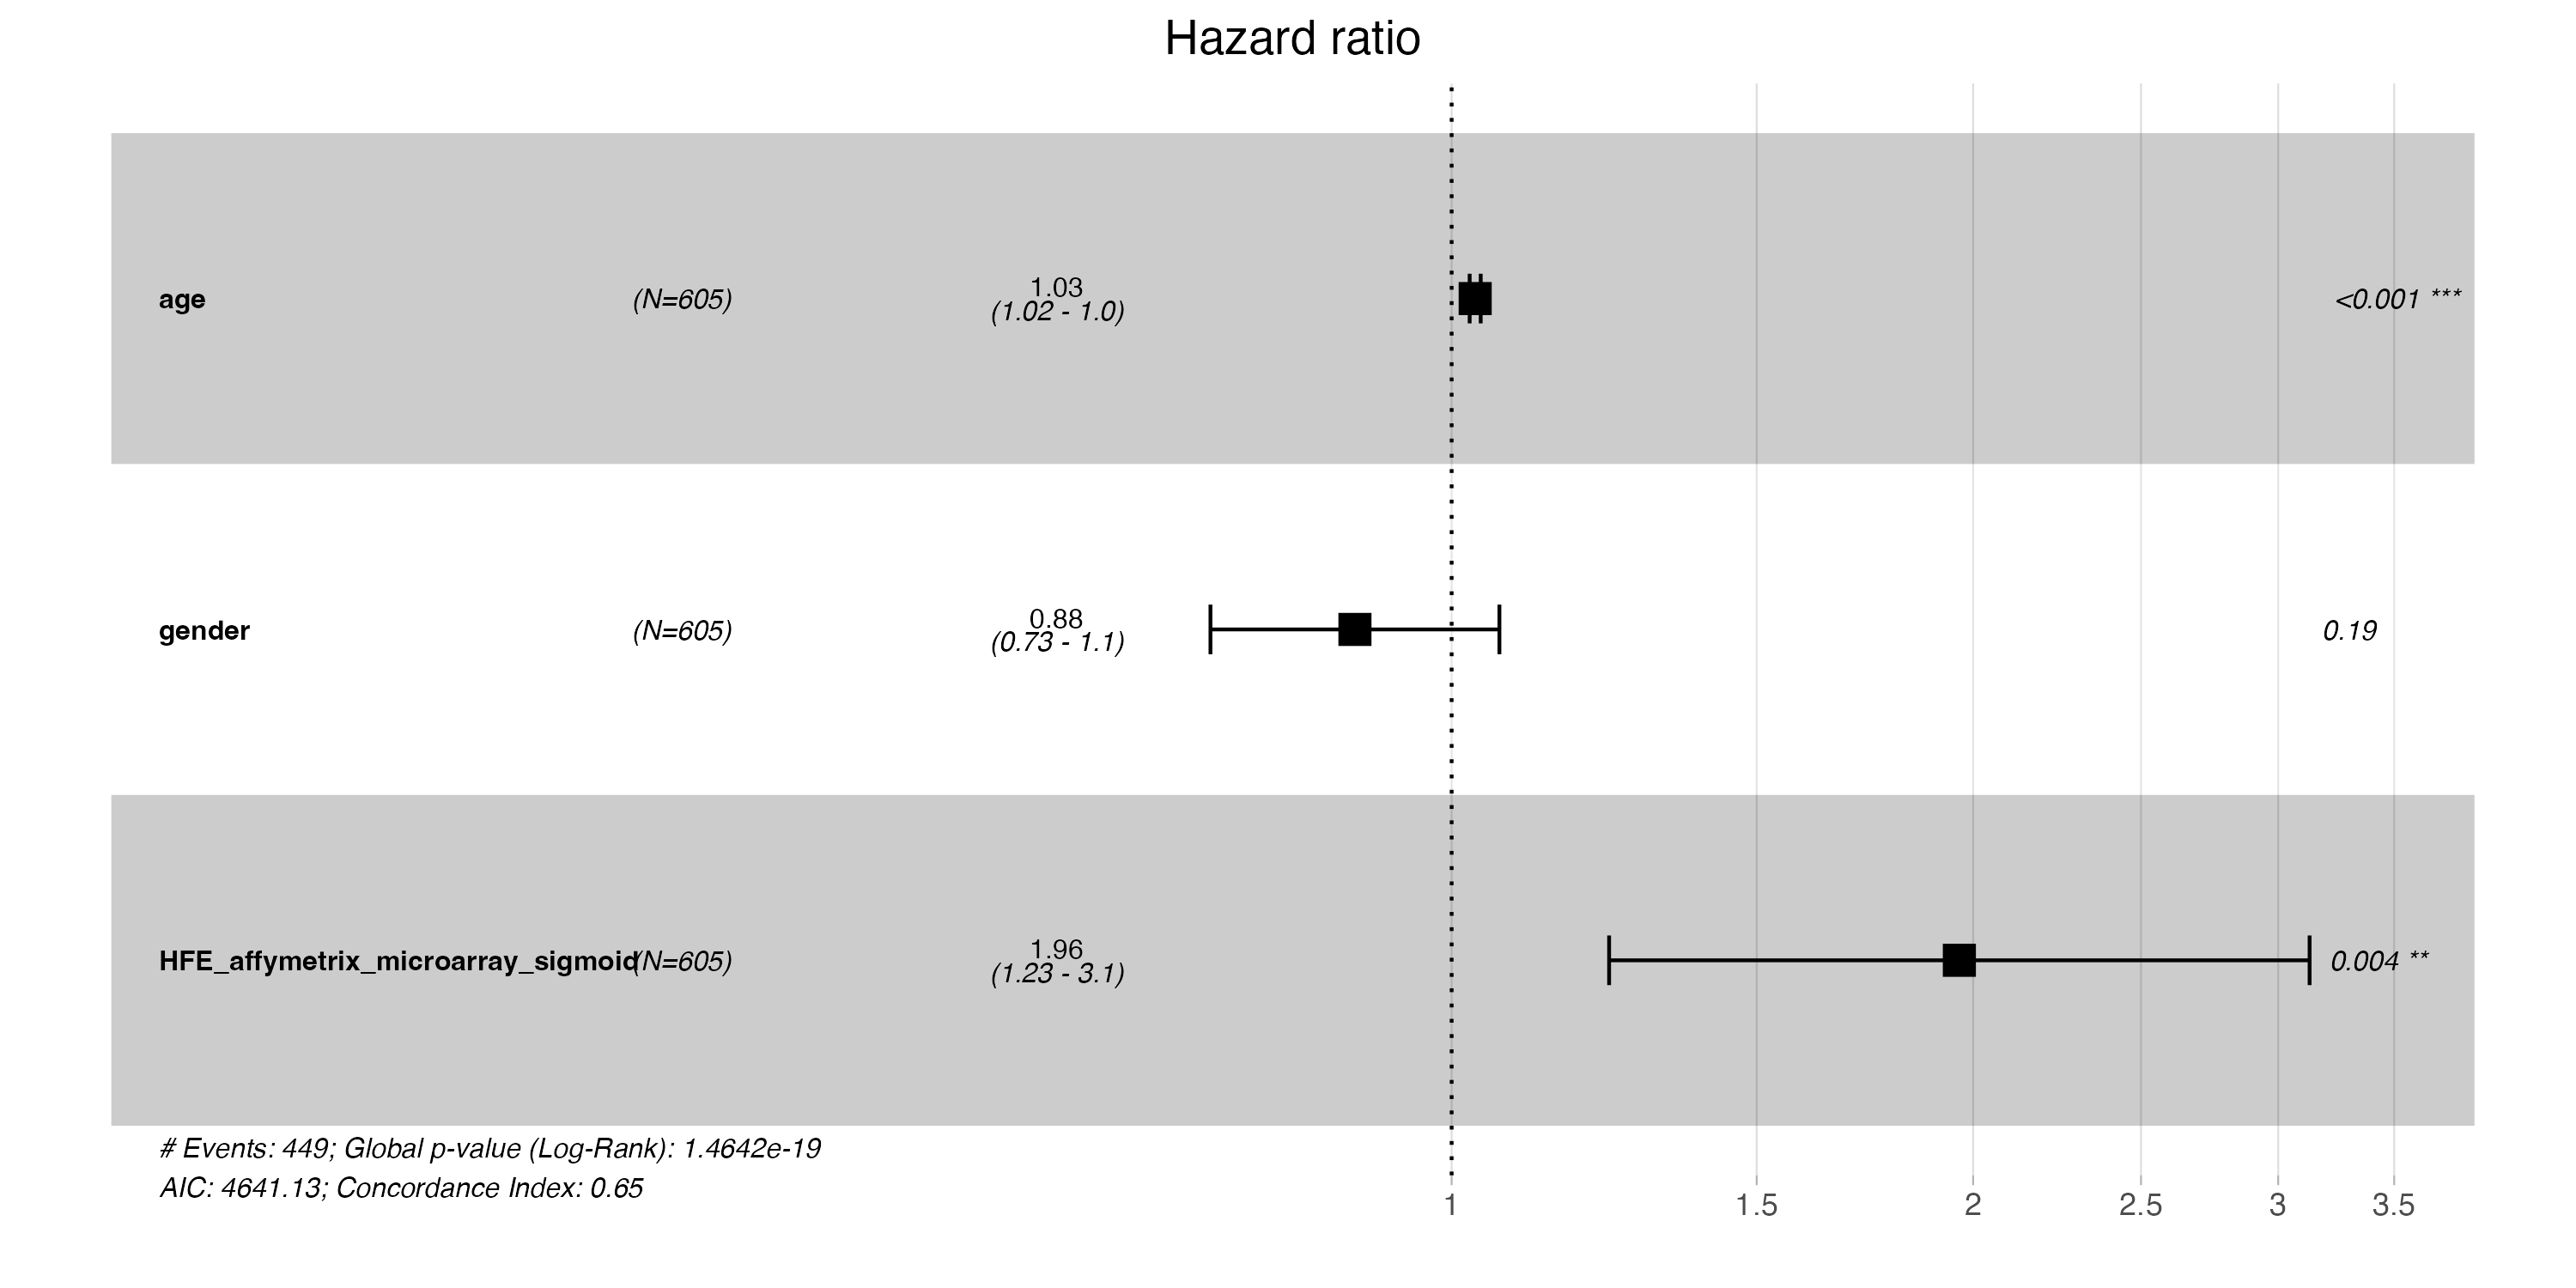 Hazard ratio
age (N=605) 1.03 <0.001 ***
(1.02 - 1.0)
gender (N=605) 0.88 0.19
(0.73 - 1.1)
HFE_affymetrix_microarray_sigmoid (N=605) 1.96 0.004 **
(1.23 - 3.1)
# Events: 449; Global p-value (Log-Rank): 1.4642e-19
AIC: 4641.13; Concordance Index: 0.65
1 1.5 2 2.5 3 3.5